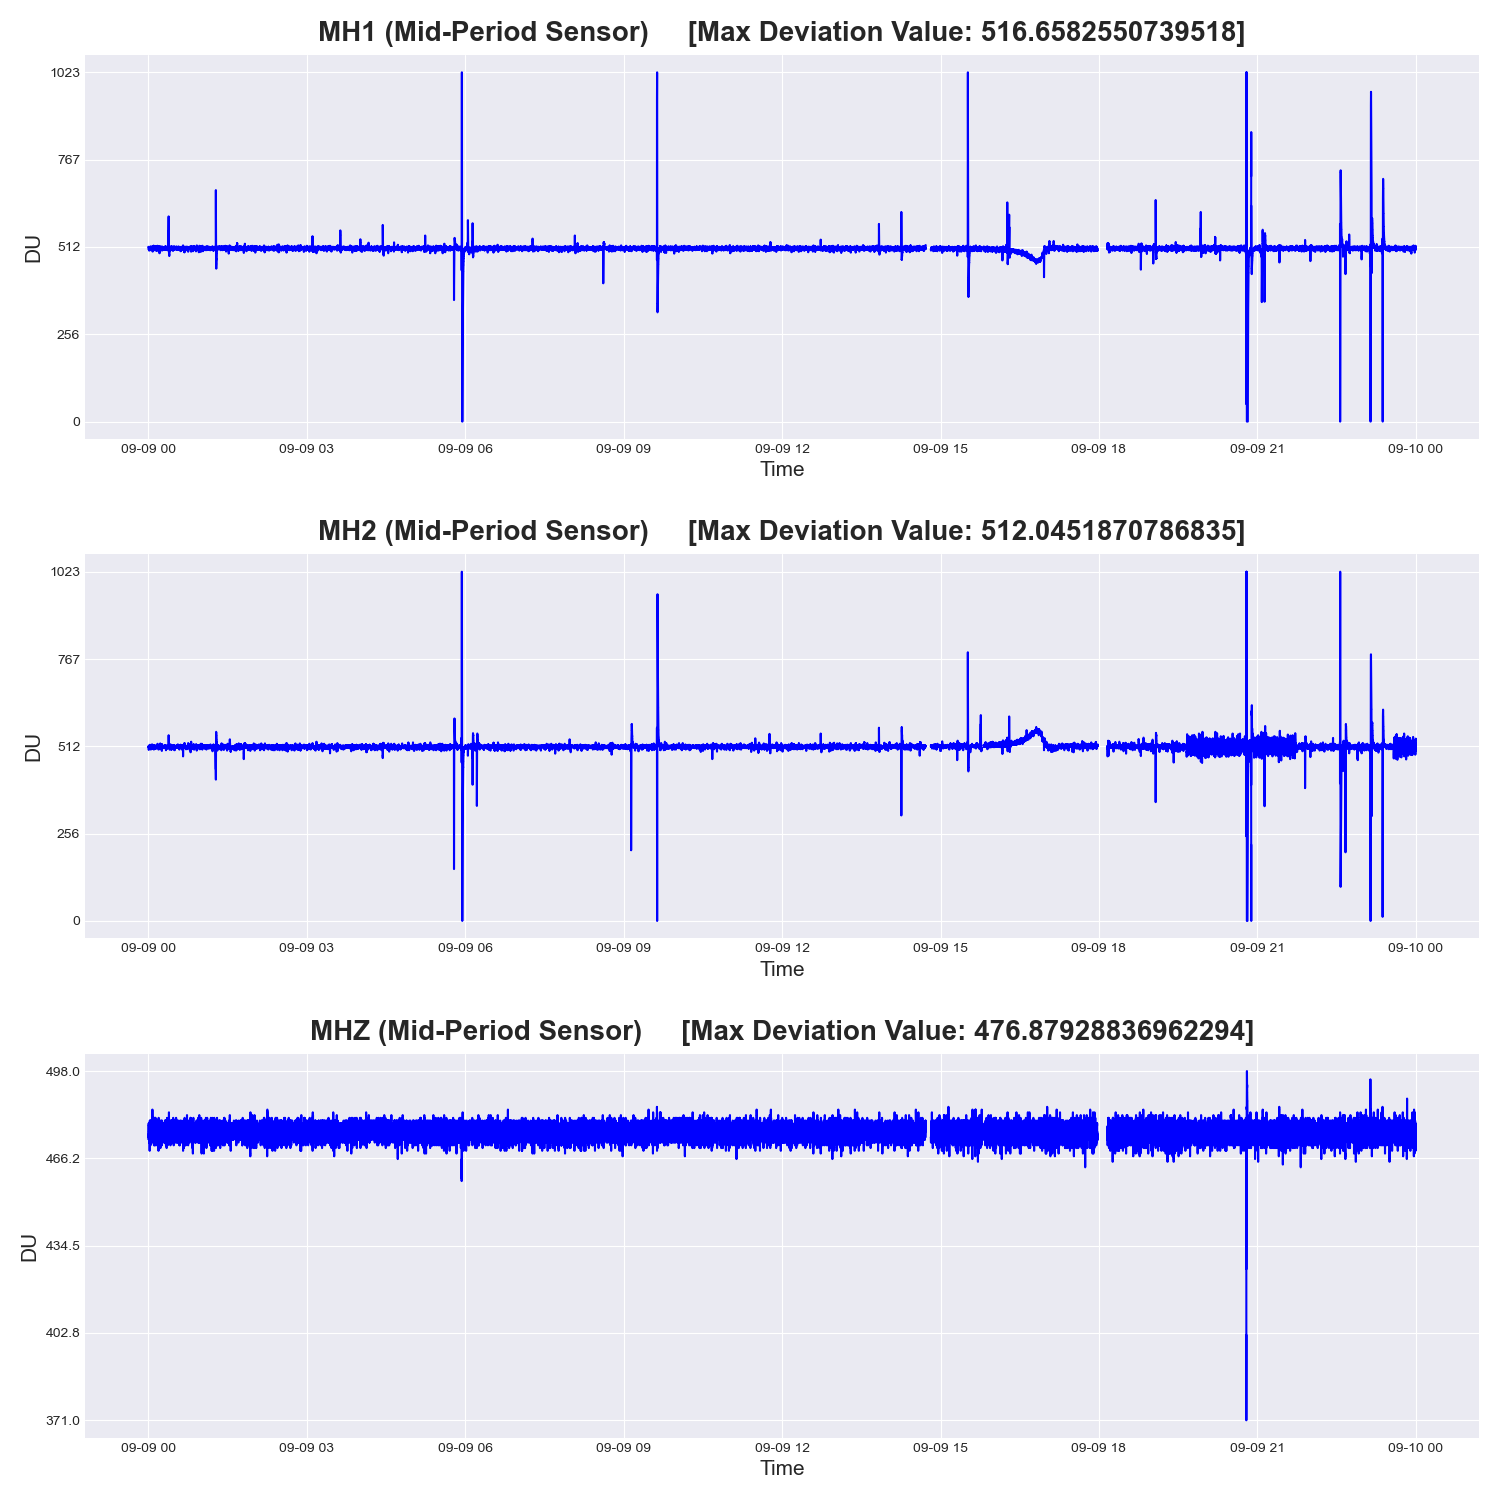 MH1 (Mid-Period Sensor)     [Max Deviation Value: 516.6582550739518]
1023
767
512
256
0
DU
09-09 00 09-09 03 09-09 06 09-09 09 09-09 12 09-09 15 09-09 18 09-09 21 09-10 00
Time
MH2 (Mid-Period Sensor)     [Max Deviation Value: 512.0451870786835]
1023
767
512
256
0
DU
09-09 00 09-09 03 09-09 06 09-09 09 09-09 12 09-09 15 09-09 18 09-09 21 09-10 00
Time
MHZ (Mid-Period Sensor)     [Max Deviation Value: 476.87928836962294]
498.0
466.2
434.5
402.8
371.0
DU
09-09 00 09-09 03 09-09 06 09-09 09 09-09 12 09-09 15 09-09 18 09-09 21 09-10 00
Time